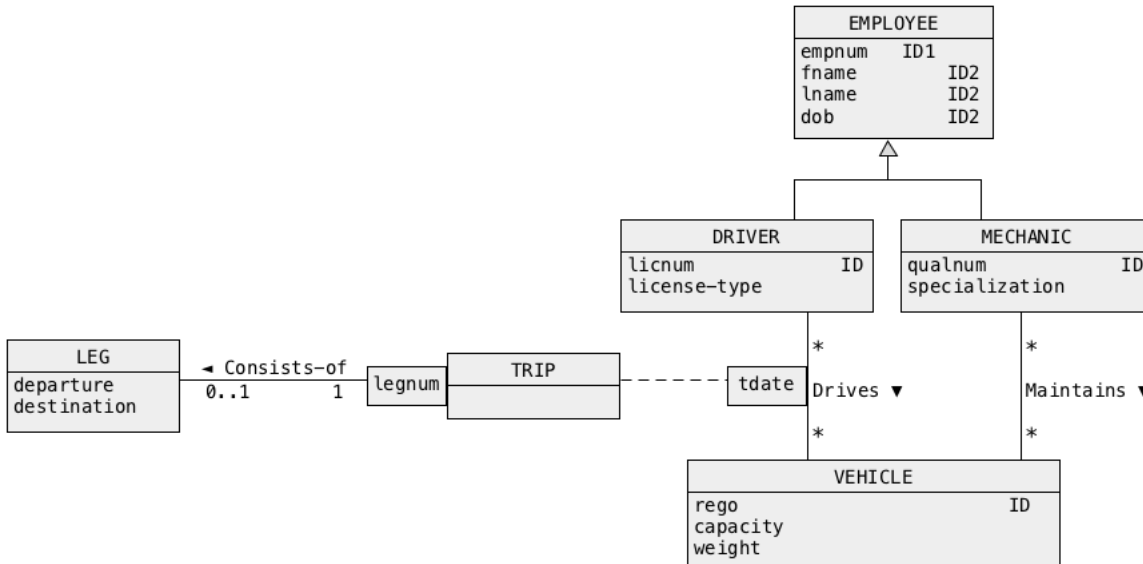 EMPLOYEE
empnum ID1
fname ID2
lname ID2
dob ID2
DRIVER
licnum ID
license-type
MECHANIC
qualnum ID
specialization
LEG
departure
destination
◄ Consists-of
0..1 1
legnum
TRIP
tdate
*
Drives ▼
*
*
Maintains ▼
*
VEHICLE
rego ID
capacity
weight